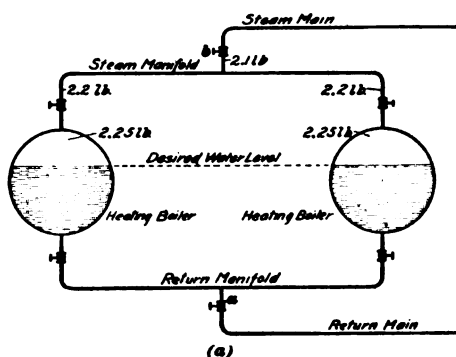 Steam Main
b
2.1 lb
Steam Manifold
2.2 lb.
2.2 lb.
2.25 lb.
2.25 lb.
Desired Water Level
Heating Boiler
Heating Boiler
Return Manifold
a
Return Main
(a)